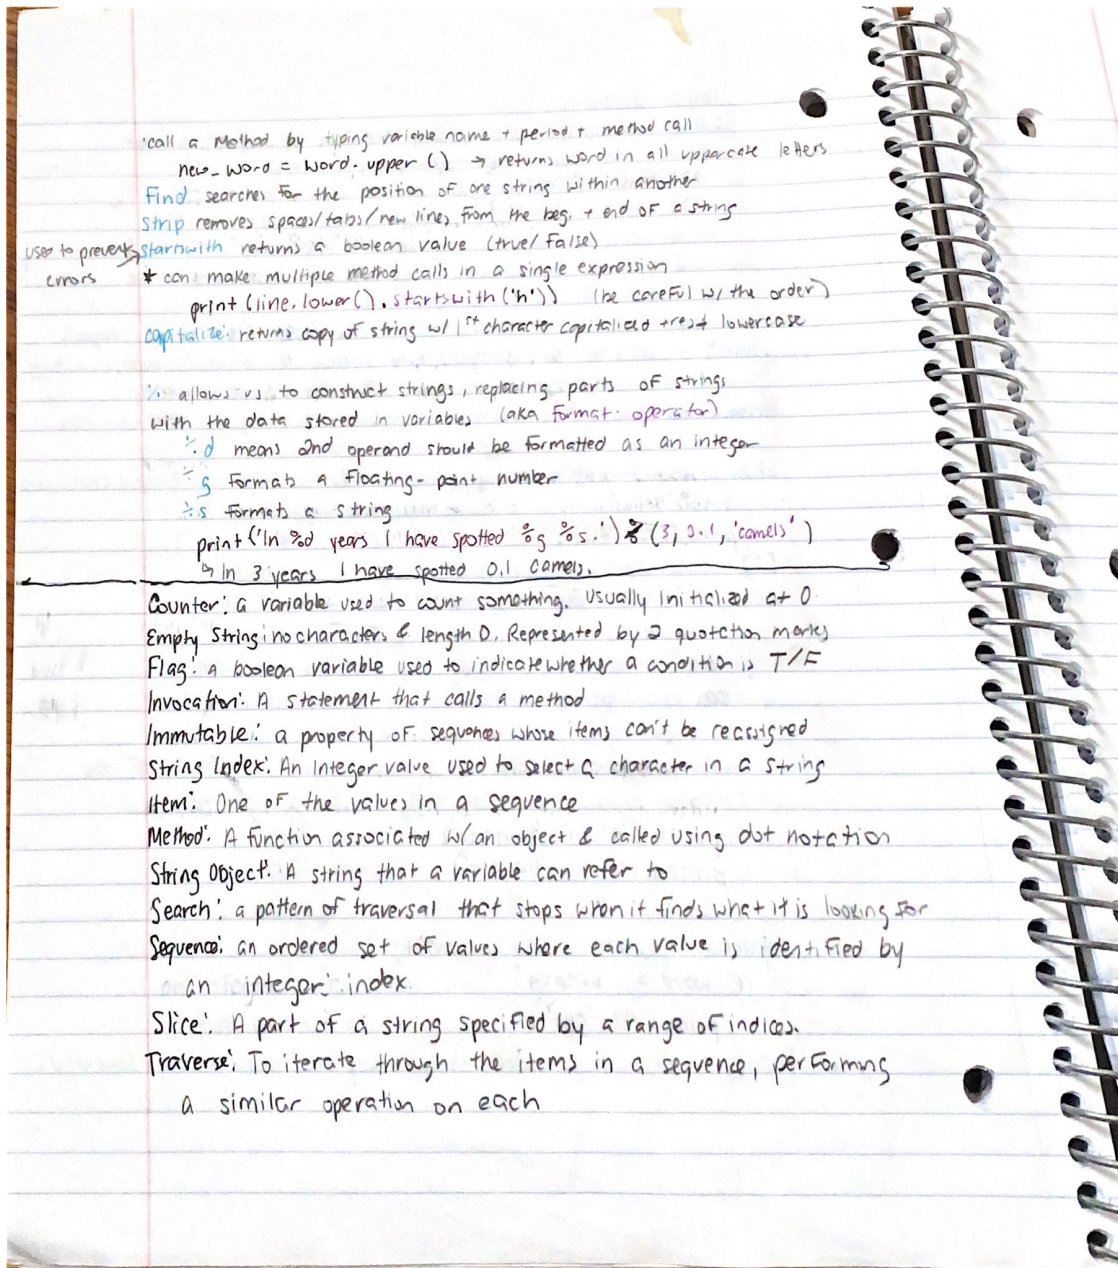 ·call a Method by typing variable name + period + method call
new_word = word.upper () → returns word in all uppercate letters
Find searches for the position of one string within another
Strip removes spaces/tabs/new lines from the beg. + end of a string
used to prevent errors → startswith returns a boolean value (true/False)
* can make multiple method calls in a single expression
print (line.lower().startswith('h')) (be careful w/ the order)
capitalize: returns copy of string w/ 1st character capitalized + rest lowercase
% allows us to construct strings, replacing parts of strings
with the data stored in variables (aka format operator)
%d means 2nd operand should be formatted as an integer
%g formats a floating-point number
%s formats a string
print('In %d years I have spotted %g %s.') % (3, 0.1, 'camels')
↳ In 3 years I have spotted 0.1 camels.
Counter: a variable used to count something. Usually initialized at 0.
Empty String: no characters & length 0. Represented by 2 quotation marks
Flag: A boolean variable used to indicate whether a condition is T/F
Invocation: A statement that calls a method
Immutable: a property of sequences whose items can't be reassigned
String Index: An Integer value used to select a character in a string
Item: One of the values in a sequence
Method: A function associated w/ an object & called using dot notation
String Object: A string that a variable can refer to
Search: a pattern of traversal that stops when it finds what it is looking for
Sequence: an ordered set of values where each value is identified by
an integer index.
Slice: A part of a string specified by a range of indices.
Traverse: To iterate through the items in a sequence, performing
a similar operation on each